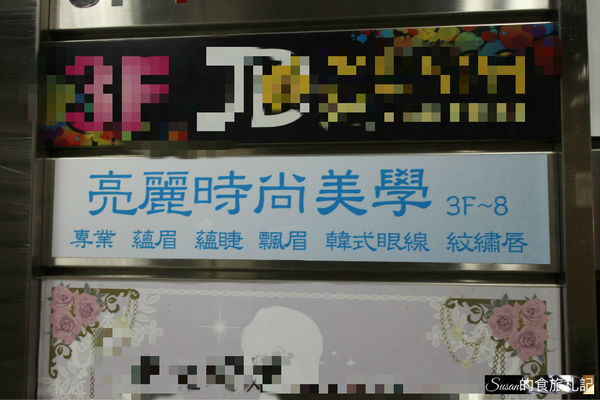 3F JD
亮麗時尚美學 3F~8
專業 蘊眉 蘊睫 飄眉 韓式眼線 紋繡唇
Susan的食旅札記